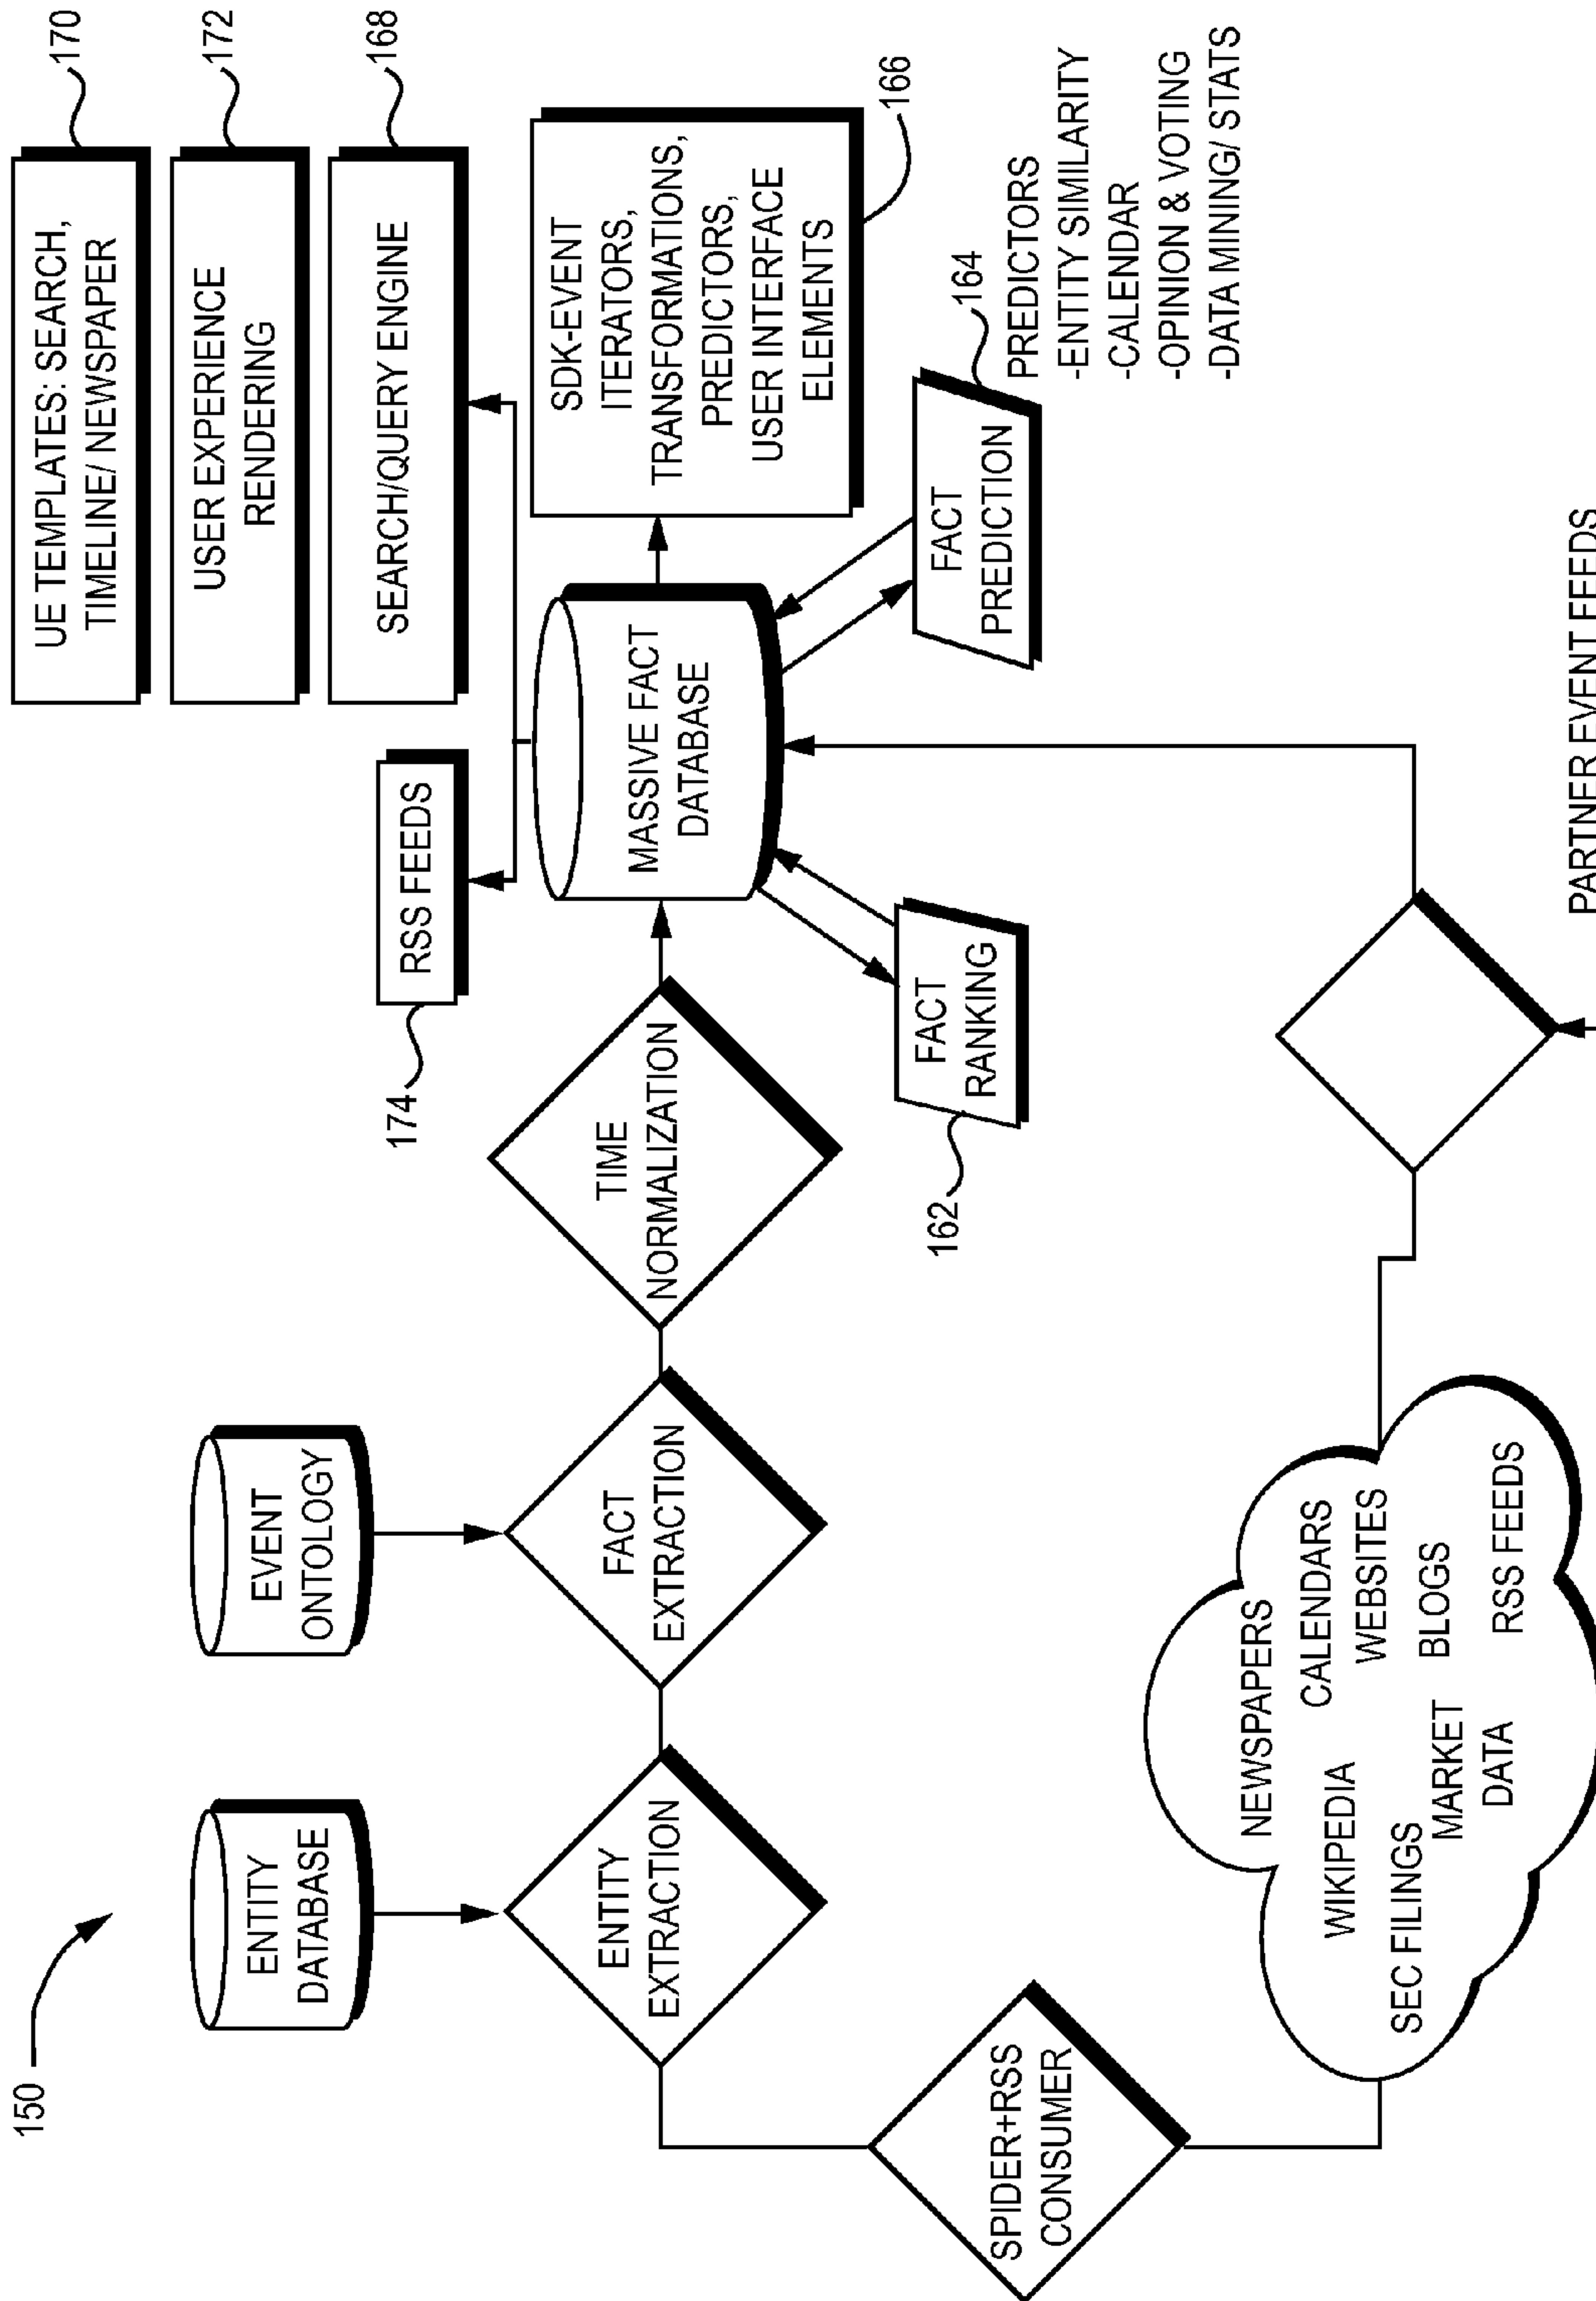 150
ENTITY
DATABASE
EVENT
ONTOLOGY
ENTITY
EXTRACTION
FACT
EXTRACTION
TIME
NORMALIZATION
SPIDER+RSS
CONSUMER
174
RSS FEEDS
MASSIVE FACT
DATABASE
UE TEMPLATES: SEARCH,
TIMELINE/ NEWSPAPER
170
USER EXPERIENCE
RENDERING
172
SEARCH/QUERY ENGINE
168
SDK-EVENT
ITERATORS,
TRANSFORMATIONS,
PREDICTORS,
USER INTERFACE
ELEMENTS
166
FACT
RANKING
162
FACT
PREDICTION
164
PREDICTORS
-ENTITY SIMILARITY
-CALENDAR
-OPINION & VOTING
-DATA MINING/ STATS
NEWSPAPERS
WIKIPEDIA
CALENDARS
WEBSITES
SEC FILINGS
MARKET
DATA
BLOGS
RSS FEEDS
PARTNER EVENT FEEDS